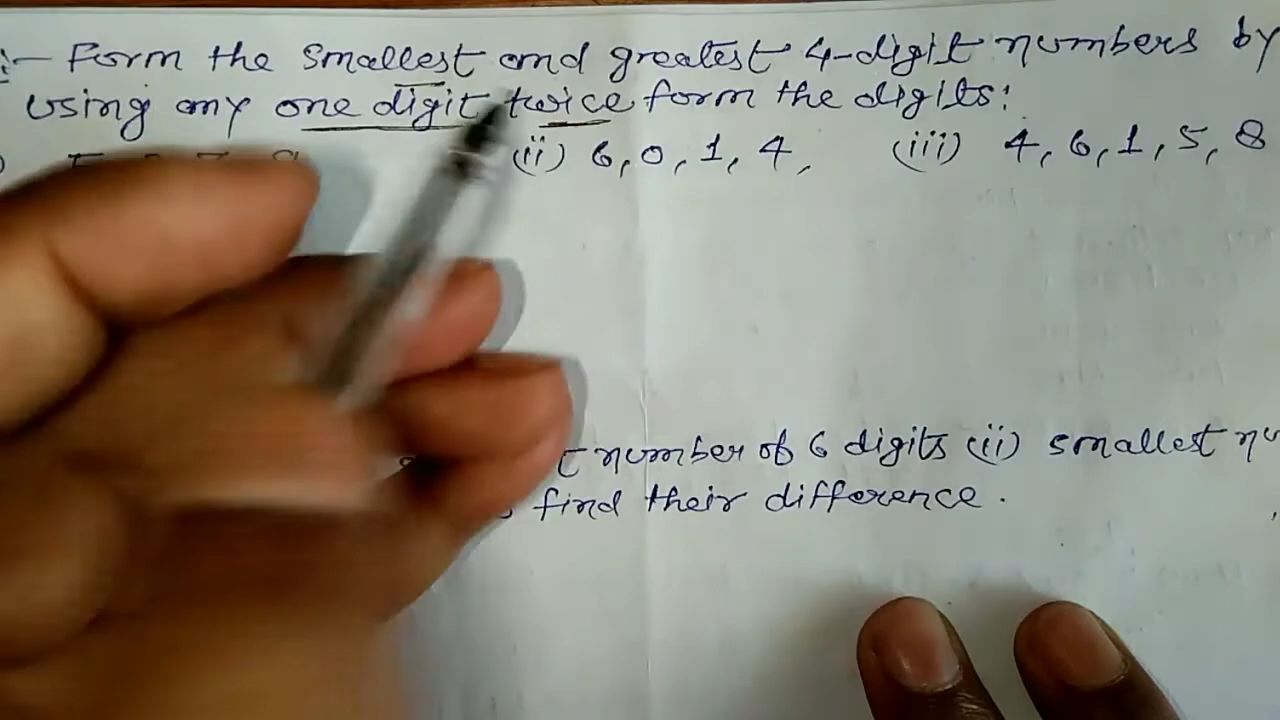 :- Form the smallest and greatest 4-digit numbers by
using any one digit twice form the digits:
(ii) 6, 0, 1, 4, (iii) 4, 6, 1, 5, 8
number of 6 digits (ii) smallest
find their difference.